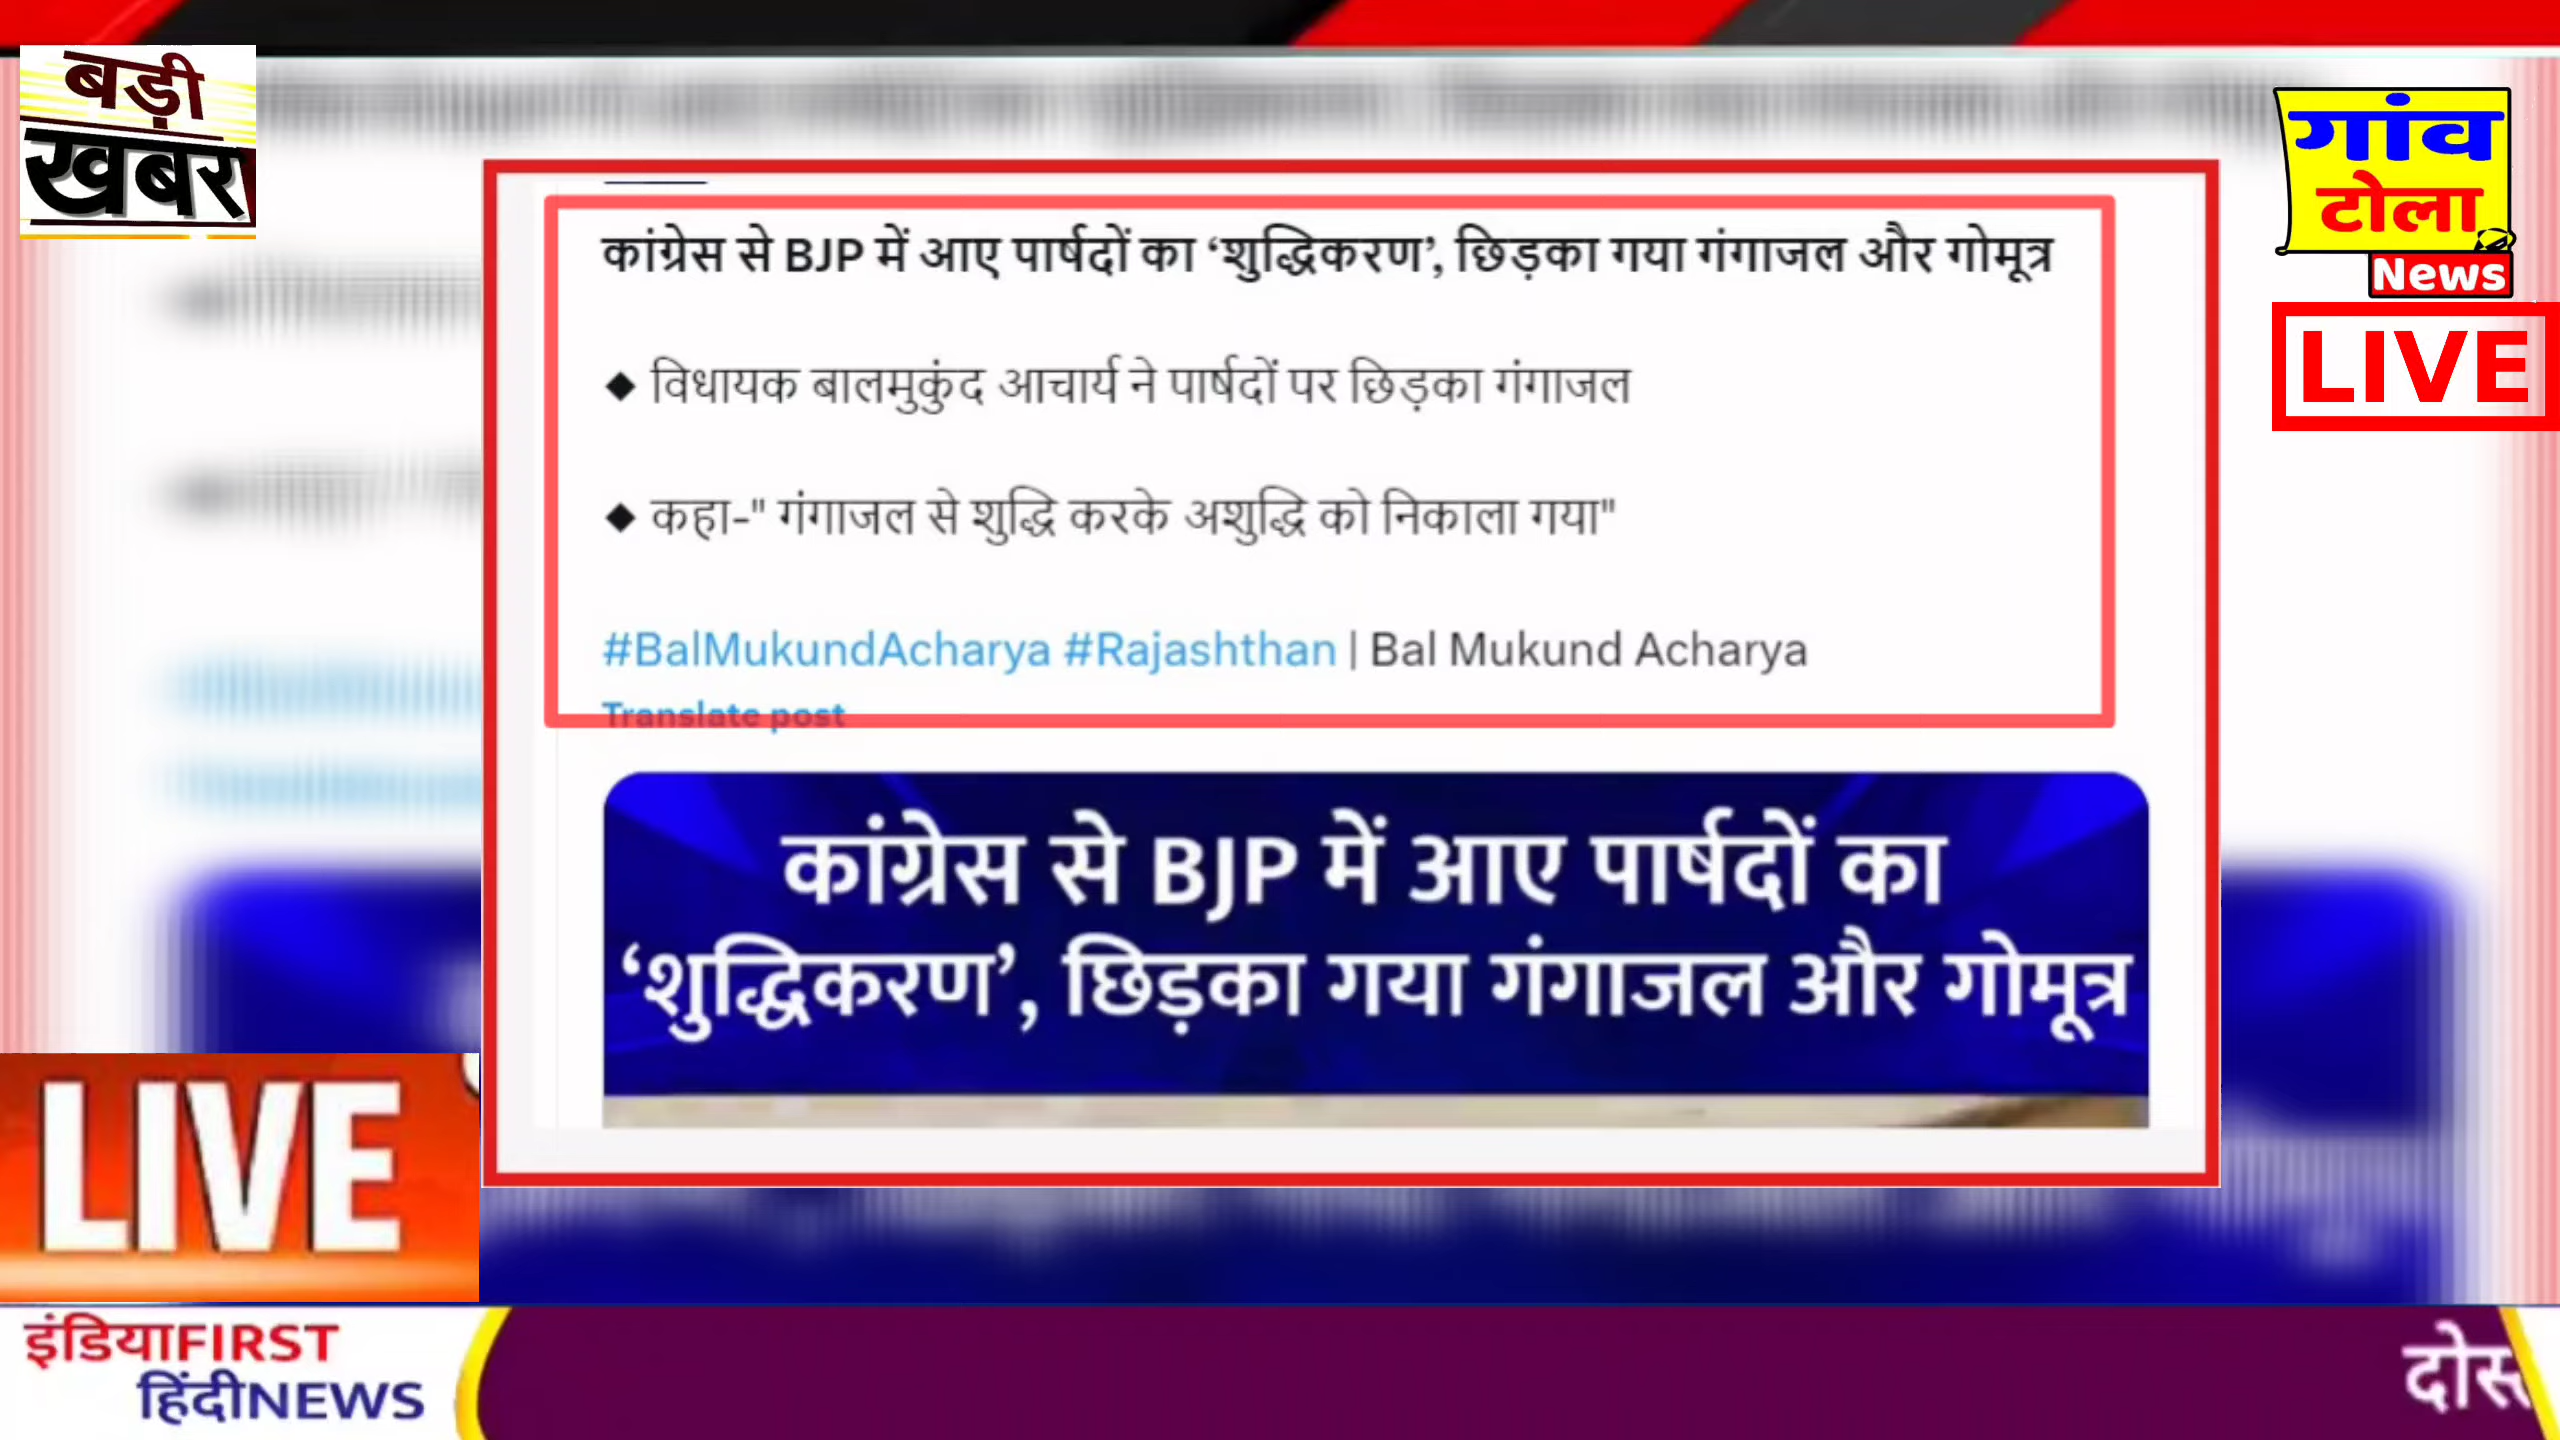 बड़ी
खबर
गांव
टोला
News
LIVE
कांग्रेस से BJP में आए पार्षदों का ‘शुद्धिकरण’, छिड़का गया गंगाजल और गोमूत्र
◆ विधायक बालमुकुंद आचार्य ने पार्षदों पर छिड़का गंगाजल
◆ कहा-" गंगाजल से शुद्धि करके अशुद्धि को निकाला गया"
#BalMukundAcharya #Rajashthan | Bal Mukund Acharya
Translate post
कांग्रेस से BJP में आए पार्षदों का
‘शुद्धिकरण’, छिड़का गया गंगाजल और गोमूत्र
LIVE
इंडियाFIRST
हिंदीNEWS